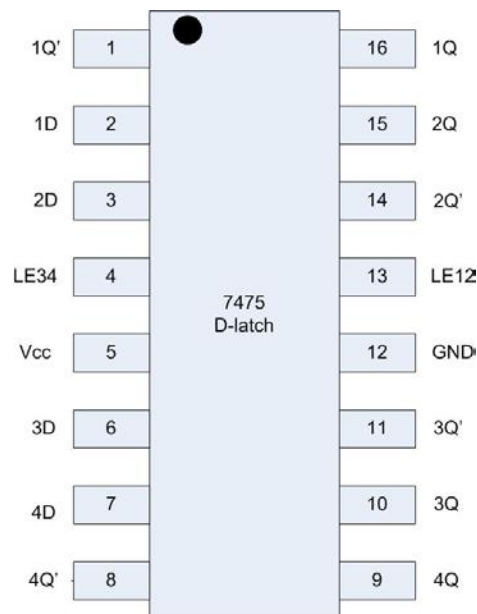 1Q' 1 16 1Q
1D 2 15 2Q
2D 3 14 2Q'
LE34 4 13 LE12
7475
D-latch
Vcc 5 12 GND
3D 6 11 3Q'
4D 7 10 3Q
4Q' 8 9 4Q